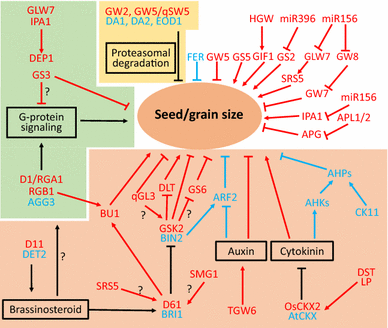 GLW7
IPA1
DEP1
GS3
?
G-protein
signaling
D1/RGA1
RGB1
AGG3
GW2, GW5/qSW5
DA1, DA2, EOD1
Proteasomal
degradation
FER
GW5
GS5
HGW
GIF1
miR396
GS2
SRS5
miR156
GLW7
GW8
GW7
miR156
IPA1
APL1/2
APG
Seed/grain size
BU1
qGL3
DLT
GS6
?
?
GSK2
BIN2
ARF2
Auxin
TGW6
AHPs
AHKs
CK11
Cytokinin
OsCKX2
AtCKX
DST
LP
D11
DET2
?
Brassinosteroid
SRS5
?
D61
BRI1
?
SMG1